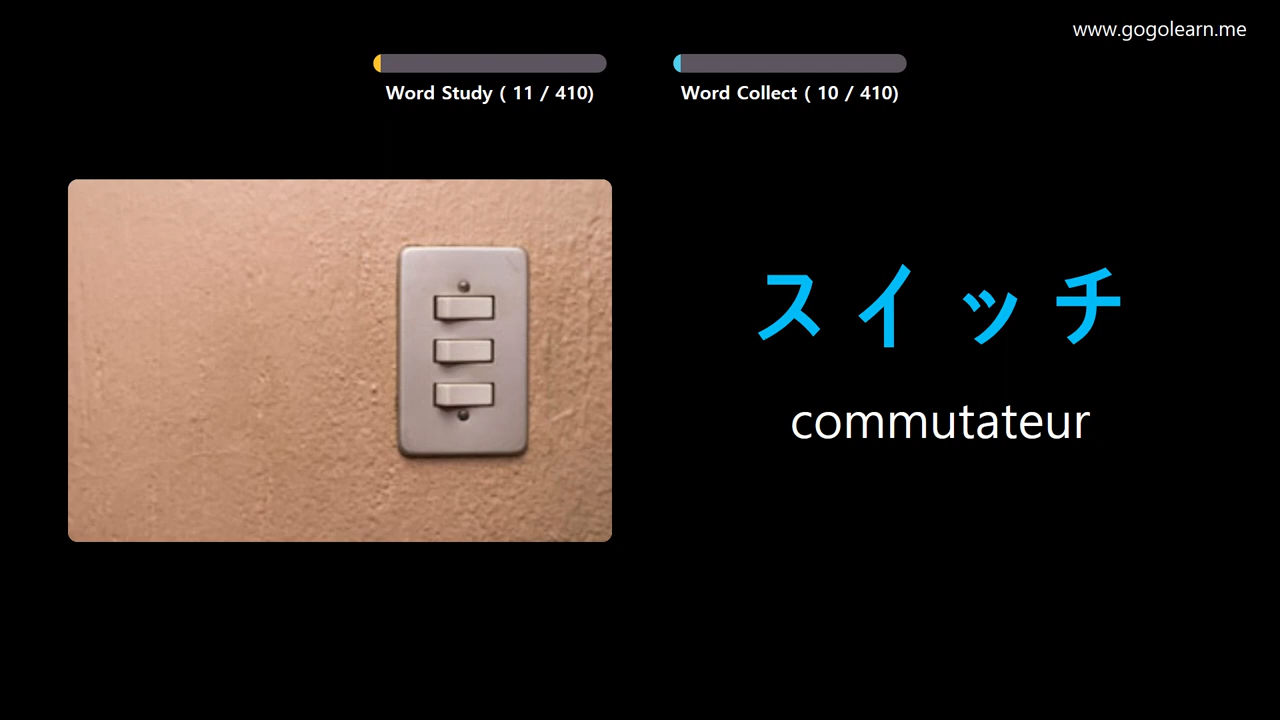 www.gogolearn.me
Word Study ( 11 / 410)
Word Collect ( 10 / 410)
スイッチ
commutateur